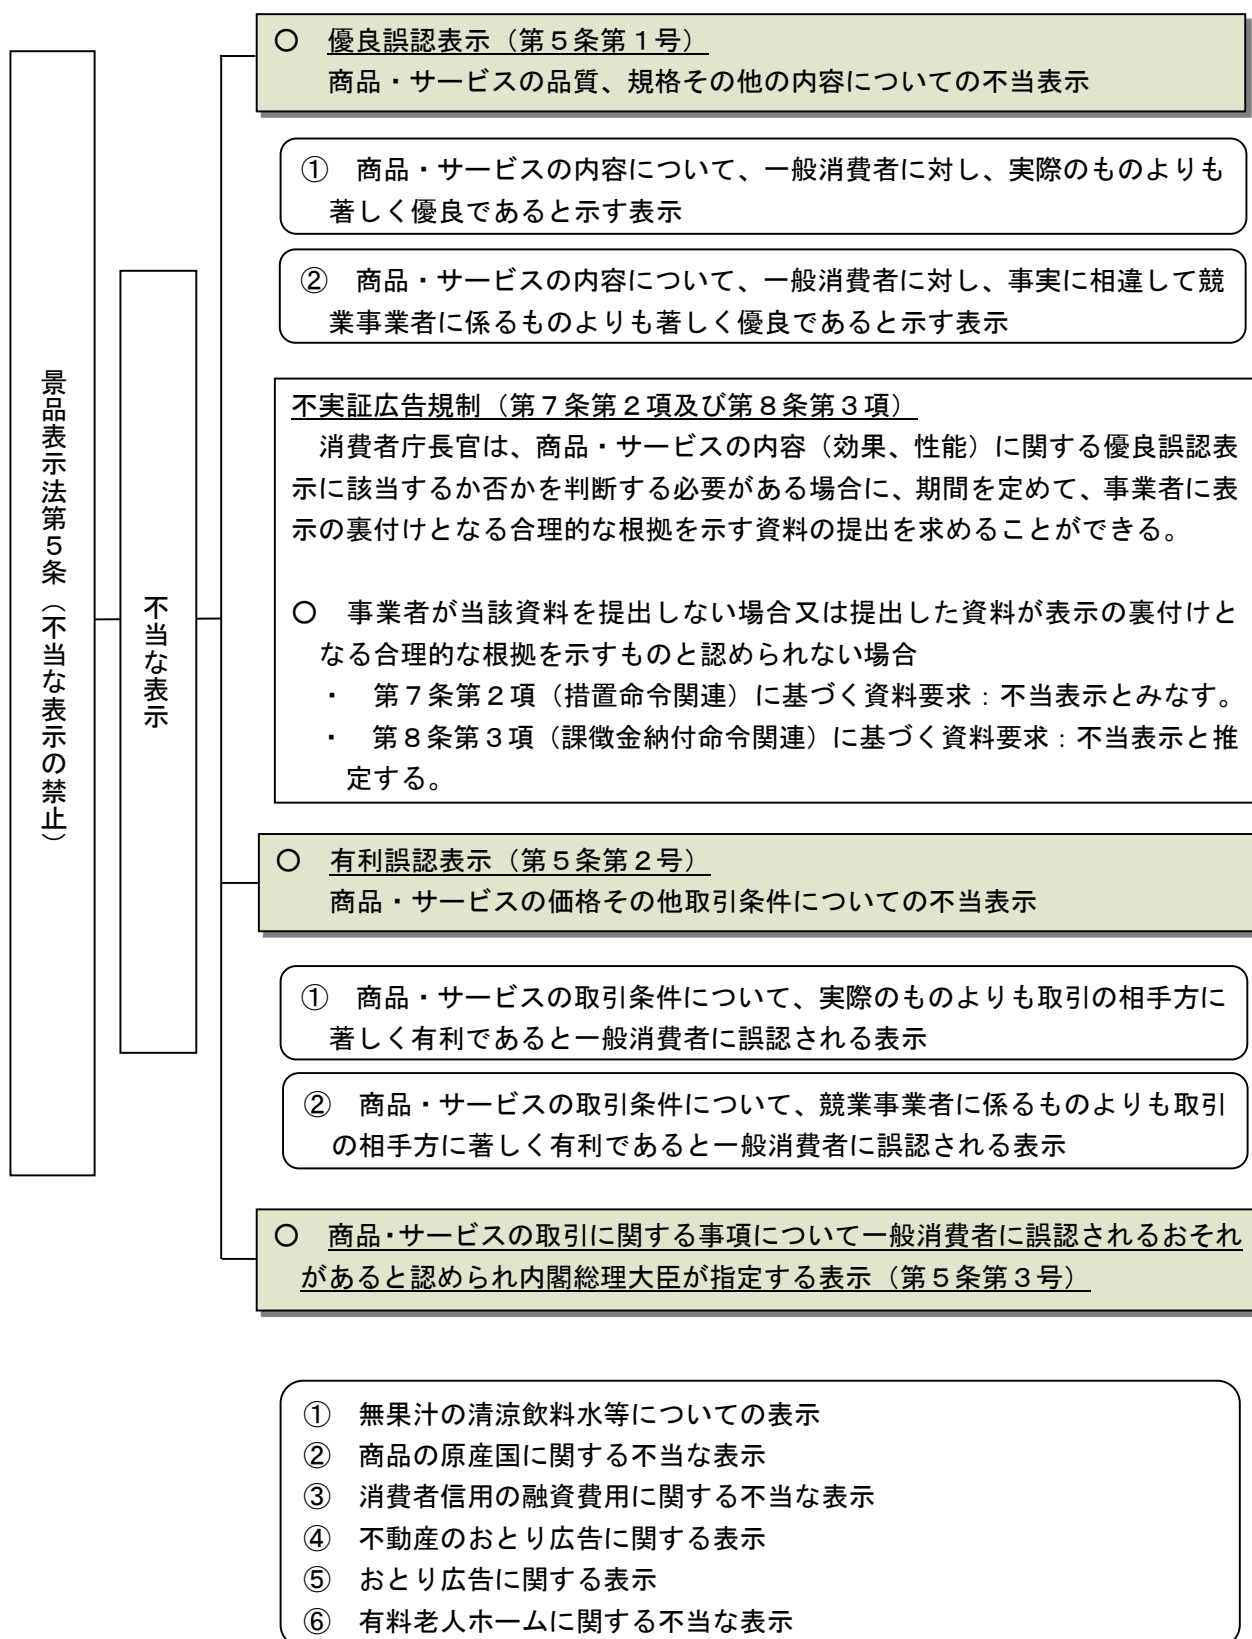 景品表示法第５条（不当な表示の禁止）
不当な表示
○　優良誤認表示（第５条第１号）
商品・サービスの品質、規格その他の内容についての不当表示
①　商品・サービスの内容について、一般消費者に対し、実際のものよりも
著しく優良であると示す表示
②　商品・サービスの内容について、一般消費者に対し、事実に相違して競
業事業者に係るものよりも著しく優良であると示す表示
不実証広告規制（第７条第２項及び第８条第３項）
消費者庁長官は、商品・サービスの内容（効果、性能）に関する優良誤認表
示に該当するか否かを判断する必要がある場合に、期間を定めて、事業者に表
示の裏付けとなる合理的な根拠を示す資料の提出を求めることができる。
○　事業者が当該資料を提出しない場合又は提出した資料が表示の裏付けと
なる合理的な根拠を示すものと認められない場合
・　第７条第２項（措置命令関連）に基づく資料要求：不当表示とみなす。
・　第８条第３項（課徴金納付命令関連）に基づく資料要求：不当表示と推
定する。
○　有利誤認表示（第５条第２号）
商品・サービスの価格その他取引条件についての不当表示
①　商品・サービスの取引条件について、実際のものよりも取引の相手方に
著しく有利であると一般消費者に誤認される表示
②　商品・サービスの取引条件について、競業事業者に係るものよりも取引
の相手方に著しく有利であると一般消費者に誤認される表示
○　商品・サービスの取引に関する事項について一般消費者に誤認されるおそれ
があると認められ内閣総理大臣が指定する表示（第５条第３号）
①　無果汁の清涼飲料水等についての表示
②　商品の原産国に関する不当な表示
③　消費者信用の融資費用に関する不当な表示
④　不動産のおとり広告に関する表示
⑤　おとり広告に関する表示
⑥　有料老人ホームに関する不当な表示